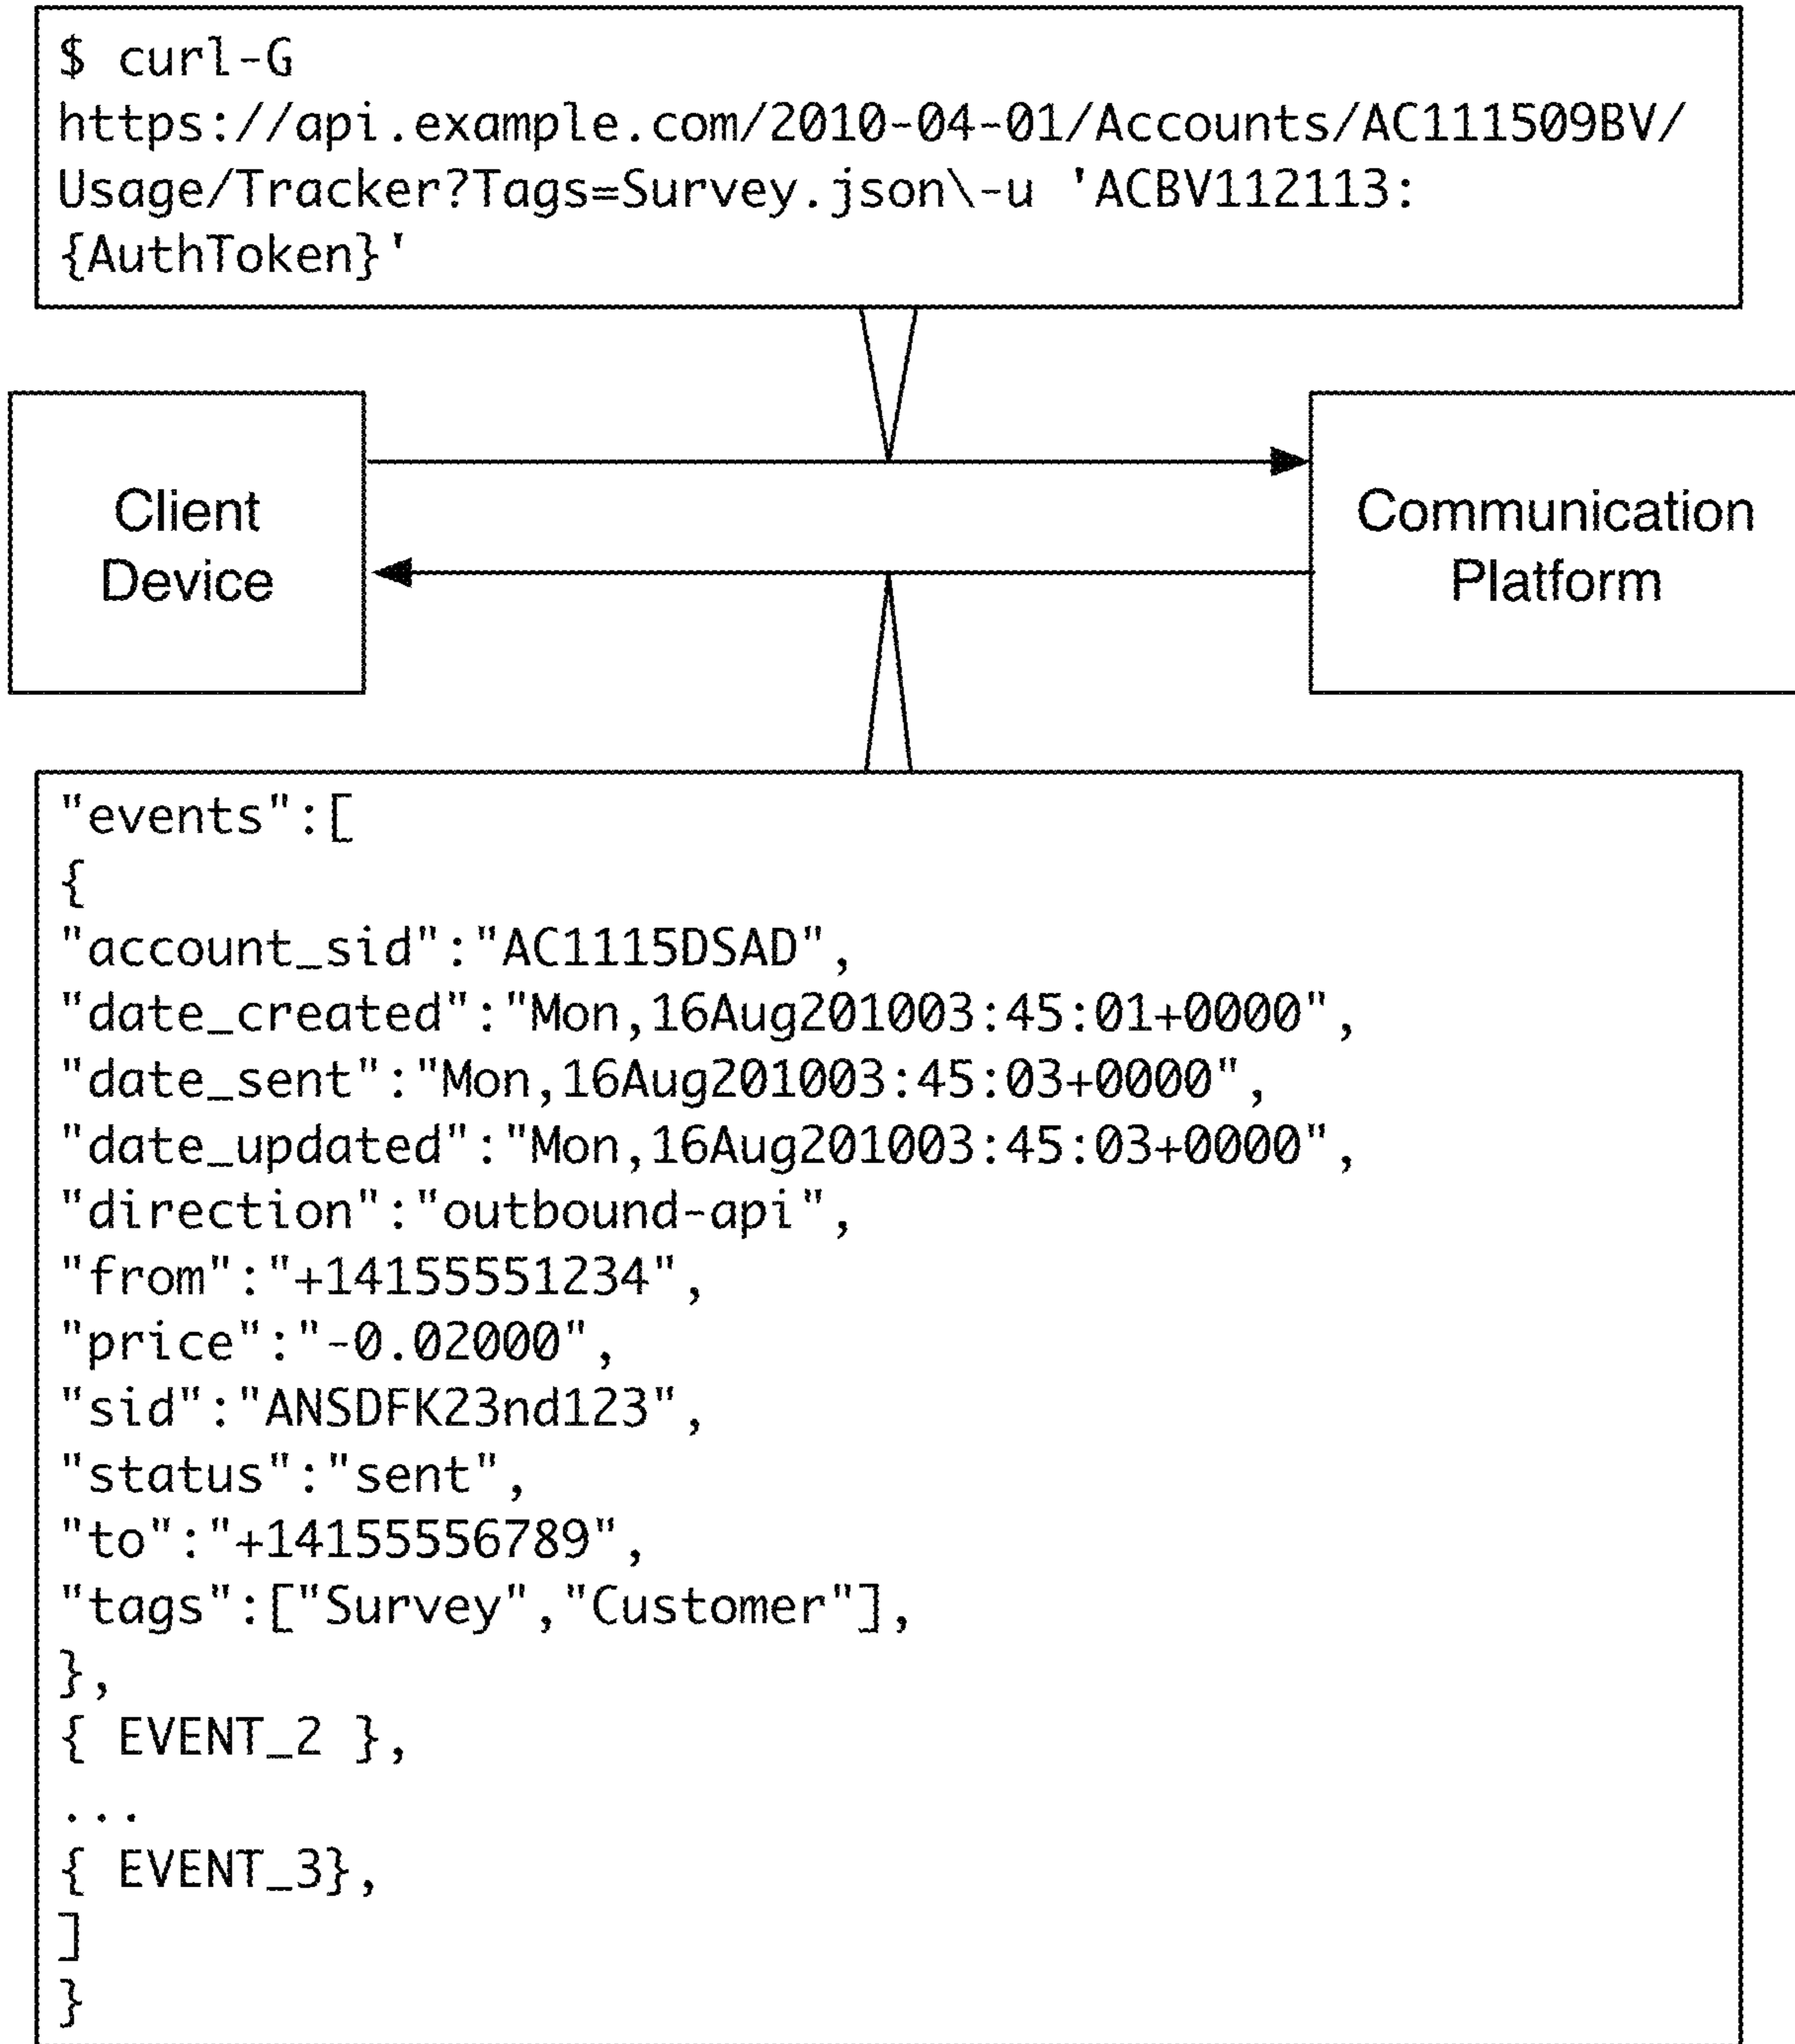 $ curl-G
https://api.example.com/2010-04-01/Accounts/AC111509BV/
Usage/Tracker?Tags=Survey.json\-u 'ACBV112113:
{AuthToken}'
Client
Device
Communication
Platform
"events":[
{
"account_sid":"AC1115DSAD",
"date_created":"Mon,16Aug201003:45:01+0000",
"date_sent":"Mon,16Aug201003:45:03+0000",
"date_updated":"Mon,16Aug201003:45:03+0000",
"direction":"outbound-api",
"from":"+14155551234",
"price":"-0.02000",
"sid":"ANSDFK23nd123",
"status":"sent",
"to":"+14155556789",
"tags":["Survey","Customer"],
},
{ EVENT_2 },
...
{ EVENT_3},
]
}